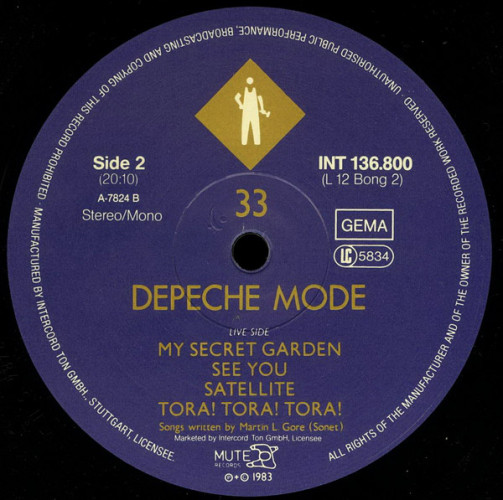 UNAUTHORISED PUBLIC PERFORMANCE, BROADCASTING AND COPYING OF THIS RECORD PROHIBITED · MANUFACTURED BY INTERCORD TON GMBH, STUTTGART, LICENSEE.
ALL RIGHTS OF THE MANUFACTURER AND OF THE OWNER OF THE RECORDED WORK RESERVED
Side 2
(20:10)
A-7824 B
Stereo/Mono
33
INT 136.800
(L 12 Bong 2)
GEMA
LC 5834
DEPECHE MODE
LIVE SIDE
MY SECRET GARDEN
SEE YOU
SATELLITE
TORA! TORA! TORA!
Songs written by Martin L. Gore (Sonet)
Marketed by Intercord Ton GmbH, Licensee
MUTE
RECORDS
℗+© 1983